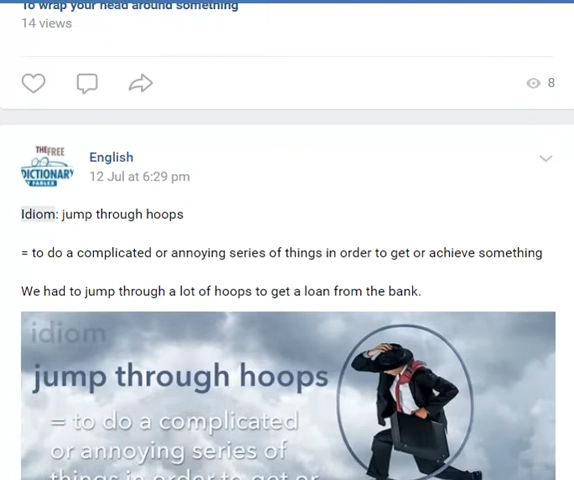 To wrap your head around something
14 views
8
THE FREE
DICTIONARY
English
12 Jul at 6:29 pm
Idiom: jump through hoops
= to do a complicated or annoying series of things in order to get or achieve something
We had to jump through a lot of hoops to get a loan from the bank.
idiom
jump through hoops
= to do a complicated
or annoying series of
things in order to get or